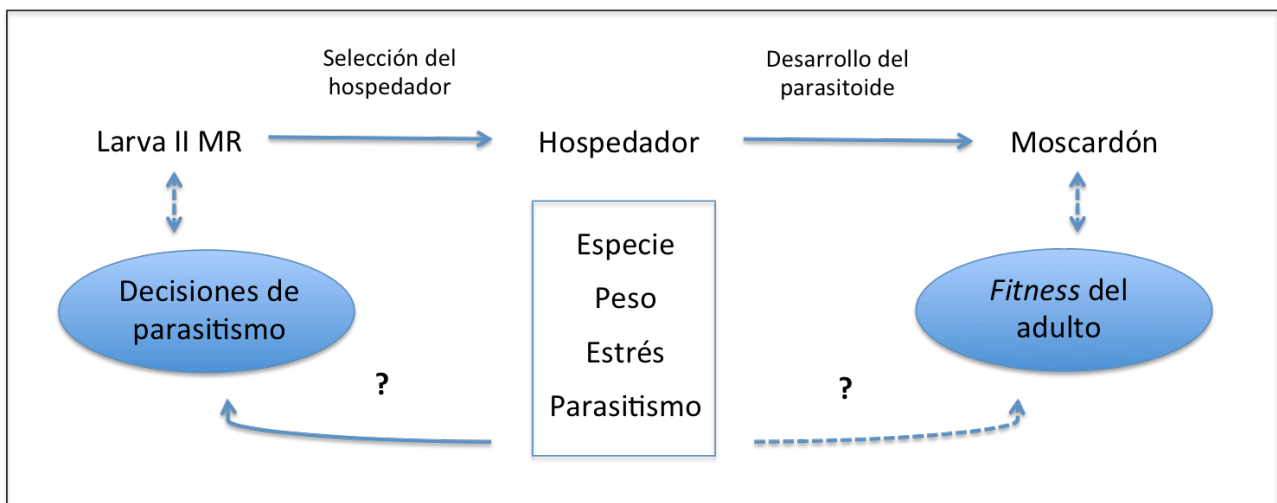 Selección del
hospedador
Desarrollo del
parasitoide
Larva II MR
Hospedador
Moscardón
Especie
Peso
Estrés
Parasitismo
Decisiones de
parasitismo
Fitness del
adulto
?
?